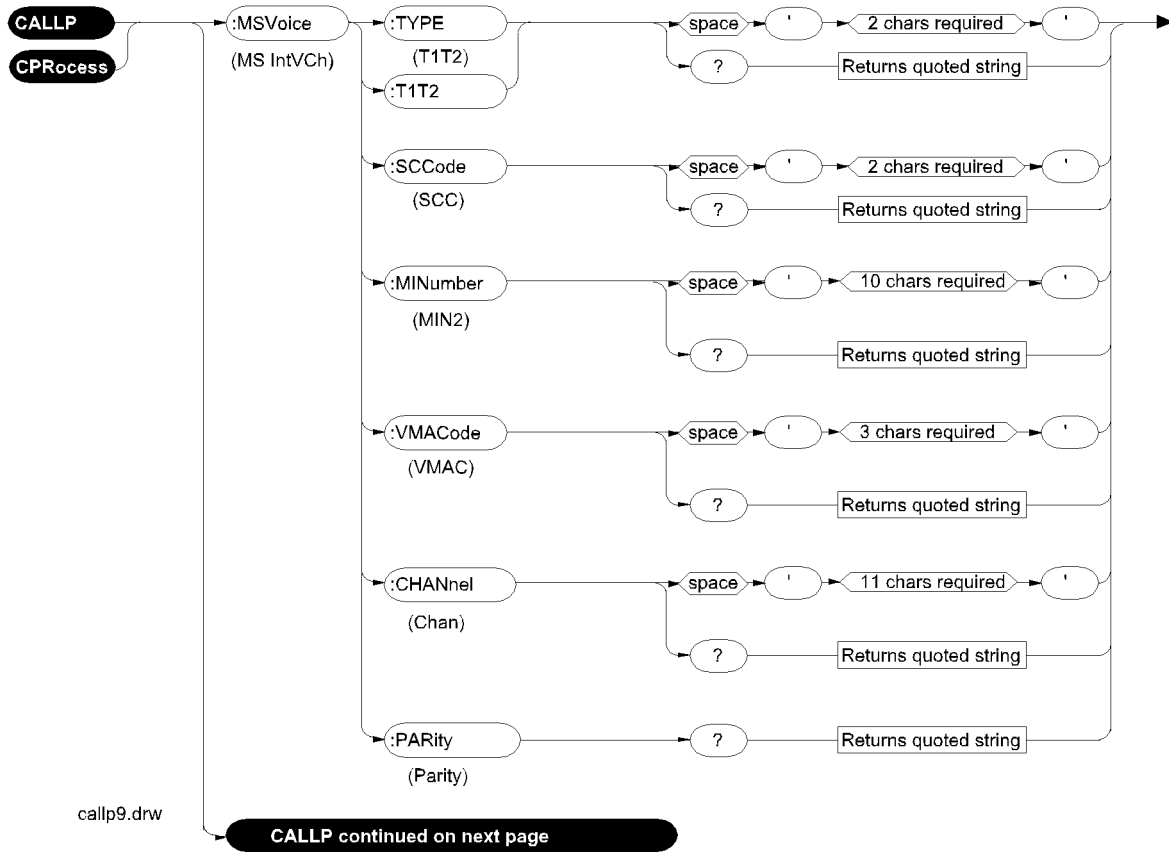 CALLP :MSVoice :TYPE space ' 2 chars required '
CPRocess (MS IntVCh) (T1T2) ? Returns quoted string
:T1T2
:SCCode space ' 2 chars required '
(SCC) ? Returns quoted string
:MINumber space ' 10 chars required '
(MIN2)
? Returns quoted string
:VMACode space ' 3 chars required '
(VMAC)
? Returns quoted string
:CHANnel space ' 11 chars required '
(Chan)
? Returns quoted string
:PARity ? Returns quoted string
(Parity)
callp9.drw
CALLP continued on next page